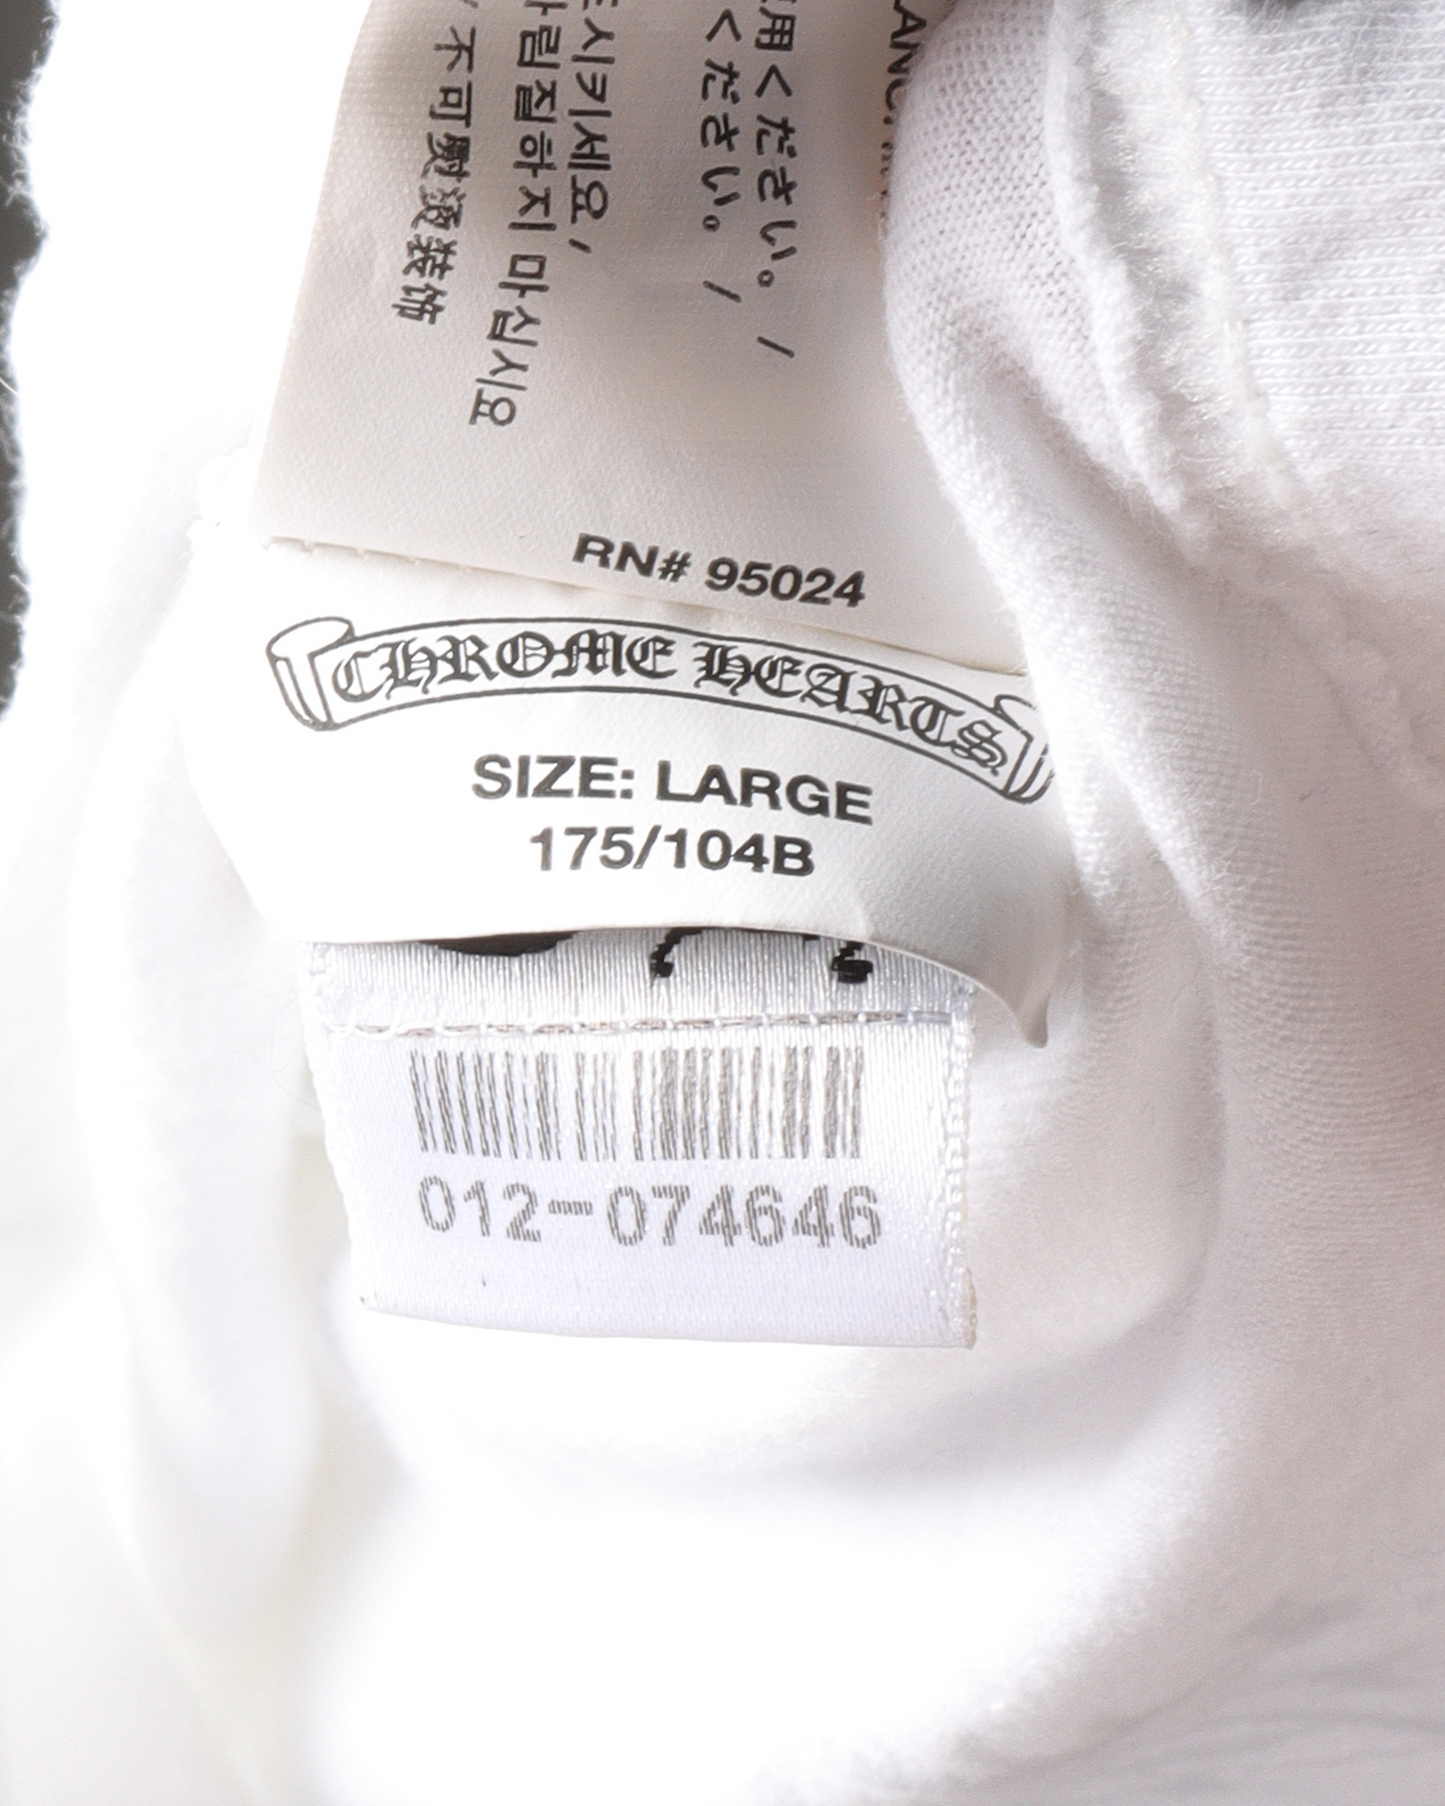 用ください。 /
ください。 /
시키세요,
림질하지 마십시오
/ 不可熨烫装饰
RN# 95024
CHROME HEARTS
SIZE: LARGE
175/104B
012-074646